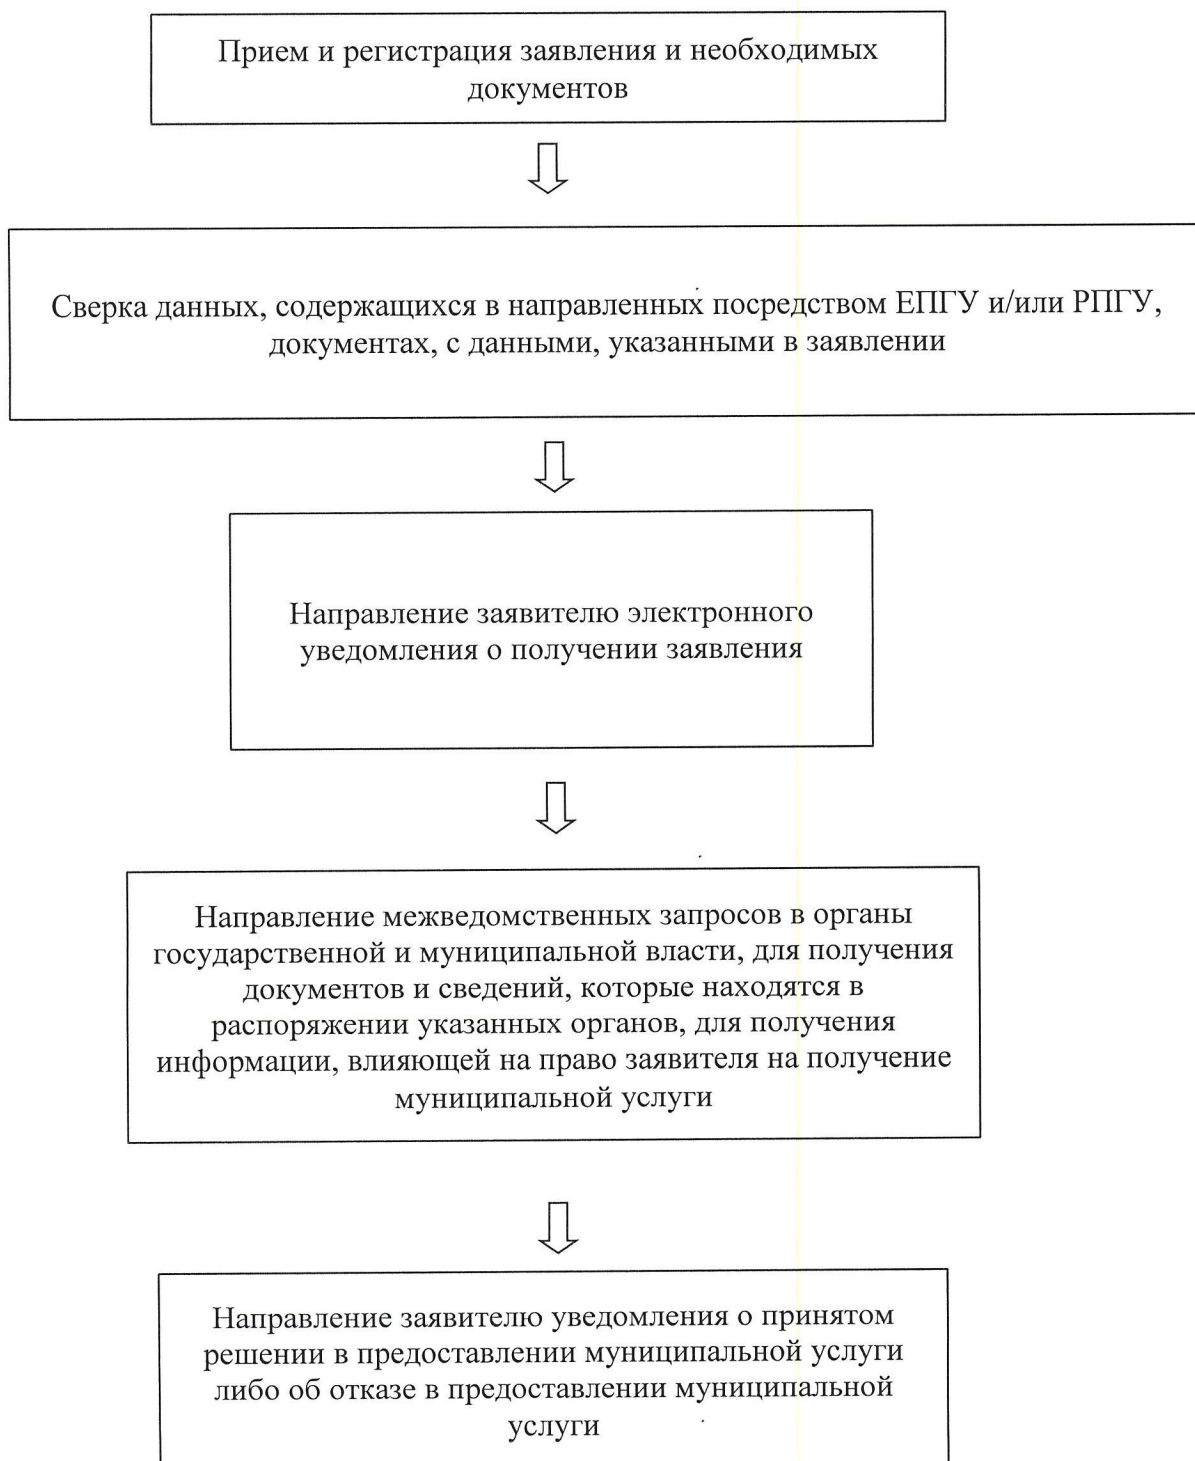 Прием и регистрация заявления и необходимых
документов
Сверка данных, содержащихся в направленных посредством ЕПГУ и/или РПГУ,
документах, с данными, указанными в заявлении
Направление заявителю электронного
уведомления о получении заявления
Направление межведомственных запросов в органы
государственной и муниципальной власти, для получения
документов и сведений, которые находятся в
распоряжении указанных органов, для получения
информации, влияющей на право заявителя на получение
муниципальной услуги
Направление заявителю уведомления о принятом
решении в предоставлении муниципальной услуги
либо об отказе в предоставлении муниципальной
услуги